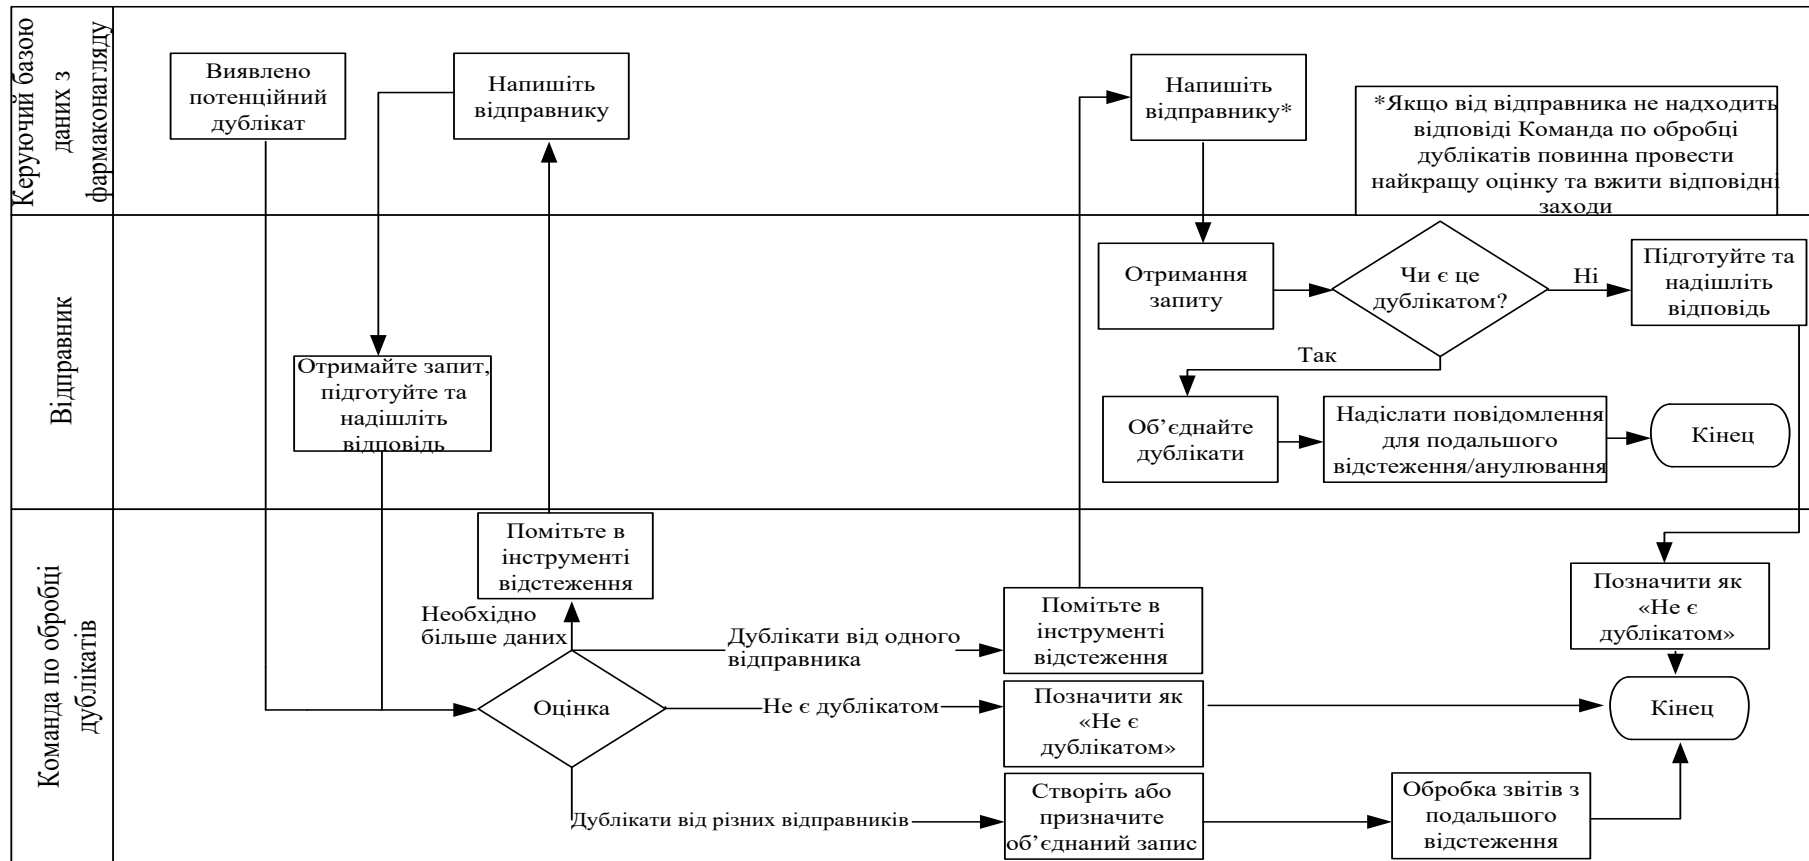 Керуючий базою
даних з
фармаконагляду
Виявлено
потенційний
дублікат
Напишіть
відправнику
Напишіть
відправнику*
*Якщо від відправника не надходить
відповіді Команда по обробці
дублікатів повинна провести
найкращу оцінку та вжити відповідні
заходи
Відправник
Отримайте запит,
підготуйте та
надішліть
відповідь
Отримання
запиту
Чи є це
дублікатом?
Ні
Підготуйте та
надішліть
відповідь
Так
Об’єднайте
дублікати
Надіслати повідомлення
для подальшого
відстеження/анулювання
Кінец
Команда по обробці
дублікатів
Помітьте в
інструменті
відстеження
Необхідно
більше даних
Оцінка
Дублікати від одного
відправника
Помітьте в
інструменті
відстеження
Не є дублікатом
Позначити як
«Не є
дублікатом»
Дублікати від різних відправників
Створіть або
призначите
об’єднаний запис
Обробка звітів з
подальшого
відстеження
Позначити як
«Не є
дублікатом»
Кінец